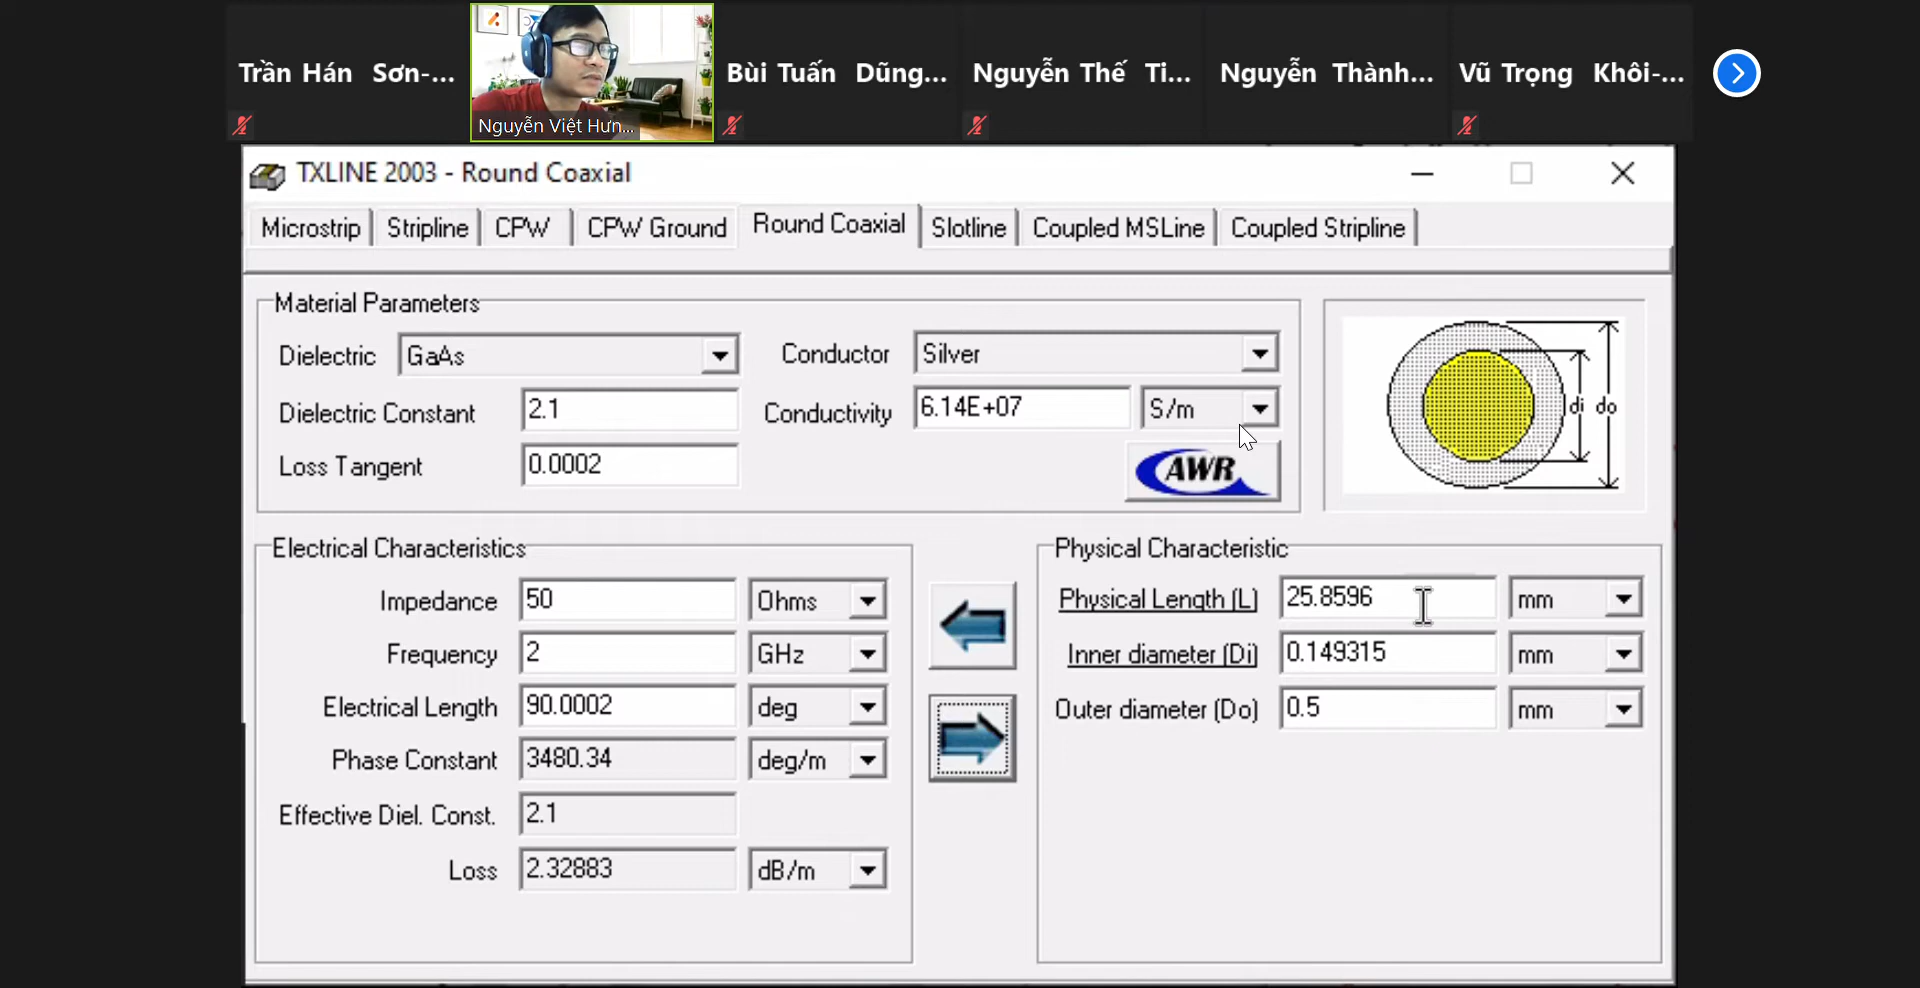 Trần Hán Sơn-...
Nguyễn Việt Hưn...
Bùi Tuấn Dũng...
Nguyễn Thế Ti...
Nguyễn Thành...
Vũ Trọng Khôi-...
TXLINE 2003 - Round Coaxial
Microstrip Stripline CPW CPW Ground Round Coaxial Slotline Coupled MSLine Coupled Stripline
Material Parameters
Dielectric GaAs Conductor Silver
Dielectric Constant 2.1 Conductivity 6.14E+07 S/m
Loss Tangent 0.0002
AWR
di do
Electrical Characteristics
Impedance 50 Ohms
Frequency 2 GHz
Electrical Length 90.0002 deg
Phase Constant 3480.34 deg/m
Effective Diel. Const. 2.1
Loss 2.32883 dB/m
Physical Characteristic
Physical Length (L) 25.8596 mm
Inner diameter (Di) 0.149315 mm
Outer diameter (Do) 0.5 mm